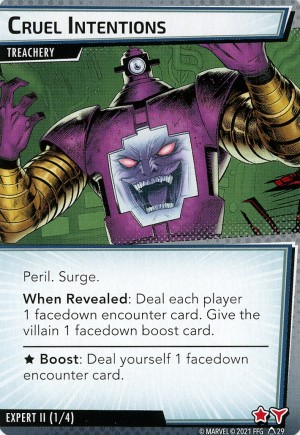 CRUEL INTENTIONS
TREACHERY
Peril. Surge.
When Revealed: Deal each player
1 facedown encounter card. Give the
villain 1 facedown boost card.
★ Boost: Deal yourself 1 facedown
encounter card.
EXPERT II (1/4)
© MARVEL © 2021 FFG 29